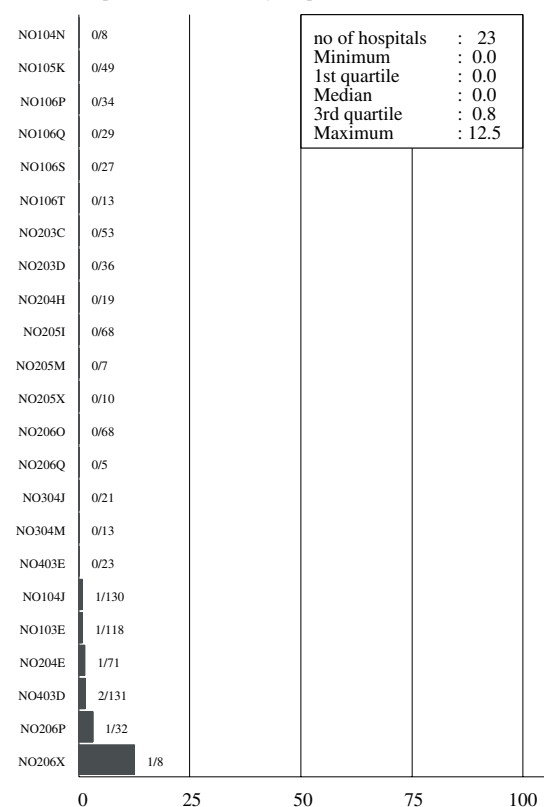 NO104N 0/8
NO105K 0/49
NO106P 0/34
NO106Q 0/29
NO106S 0/27
NO106T 0/13
NO203C 0/53
NO203D 0/36
NO204H 0/19
NO205I 0/68
NO205M 0/7
NO205X 0/10
NO206O 0/68
NO206Q 0/5
NO304J 0/21
NO304M 0/13
NO403E 0/23
NO104J 1/130
NO103E 1/118
NO204E 1/71
NO403D 2/131
NO206P 1/32
NO206X 1/8
0 25 50 75 100
no of hospitals : 23
Minimum : 0.0
1st quartile : 0.0
Median : 0.0
3rd quartile : 0.8
Maximum : 12.5